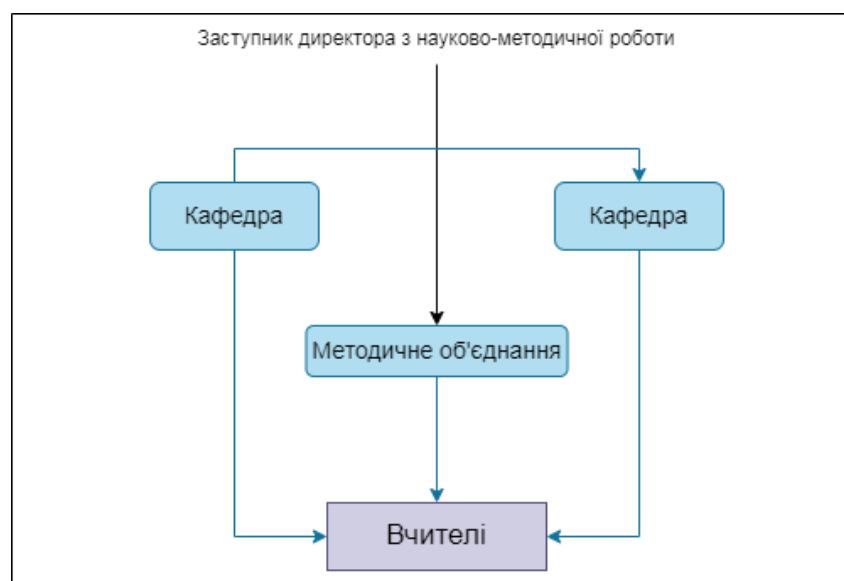 Заступник директора з науково-методичної роботи
Кафедра
Кафедра
Методичне об'єднання
Вчителі